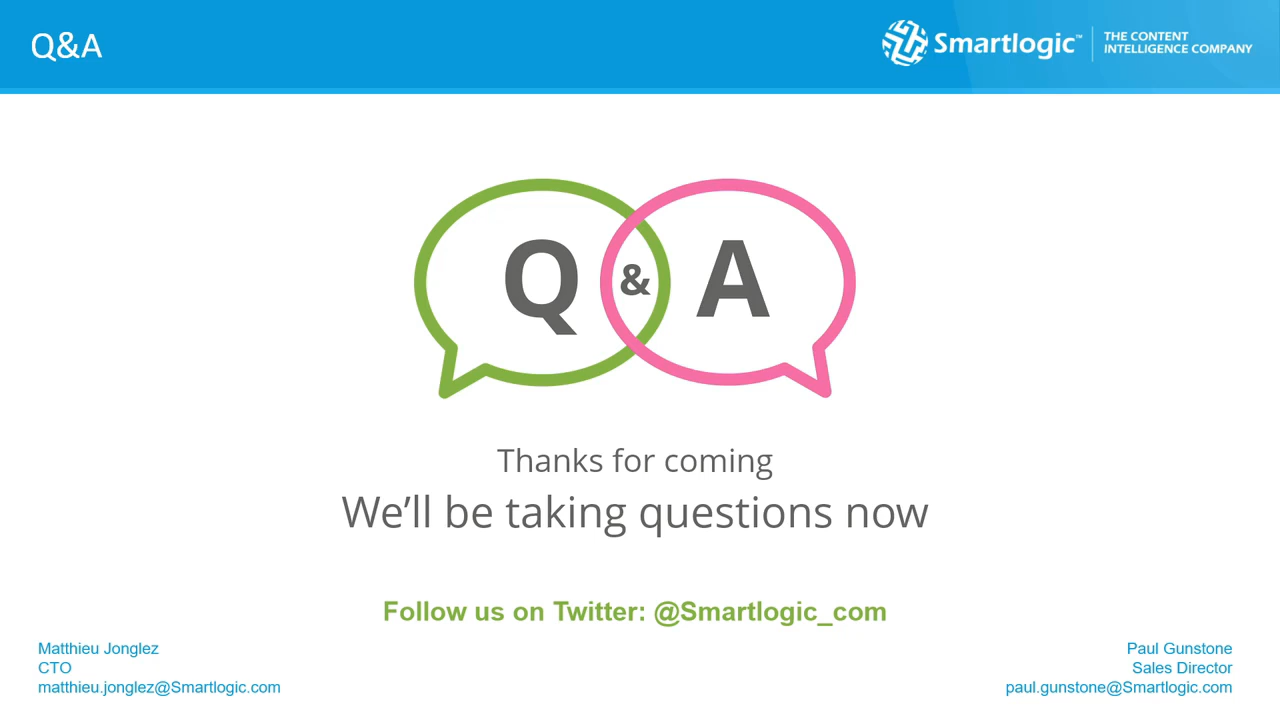 Q&A
Smartlogic™
THE CONTENT
INTELLIGENCE COMPANY
Q & A
Thanks for coming
We’ll be taking questions now
Follow us on Twitter: @Smartlogic_com
Matthieu Jonglez
CTO
matthieu.jonglez@Smartlogic.com
Paul Gunstone
Sales Director
paul.gunstone@Smartlogic.com